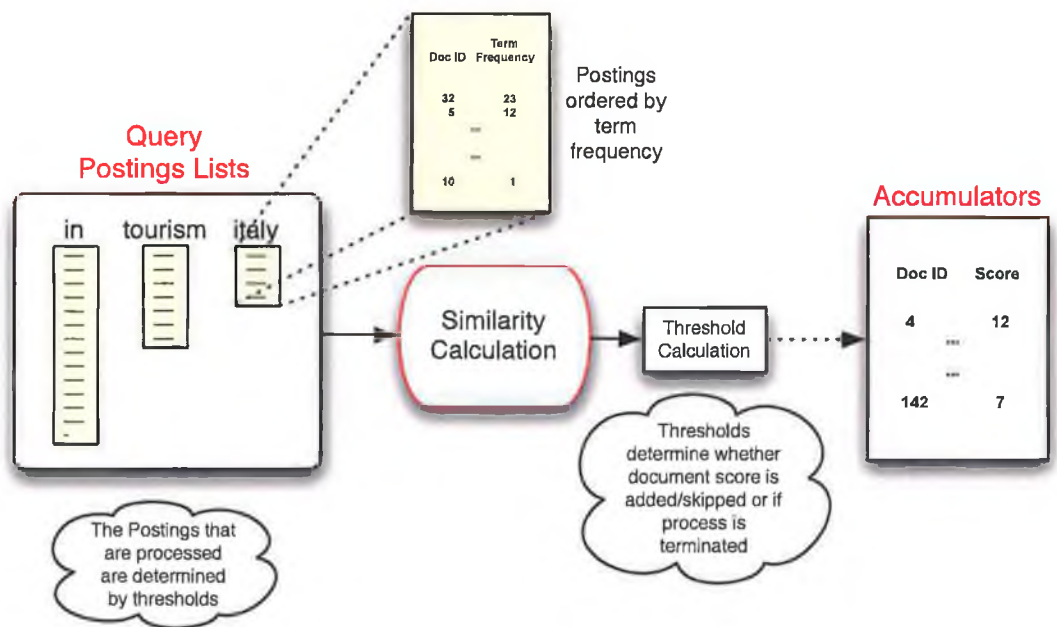 Query
Postings Lists
in tourism italy
Doc ID Term Frequency
32 23
5 12
...
...
10 1
Postings
ordered by
term
frequency
Similarity
Calculation
Threshold
Calculation
Accumulators
Doc ID Score
4 12
...
...
142 7
The Postings that
are processed
are determined
by thresholds
Thresholds
determine whether
document score is
added/skipped or if
process is
terminated